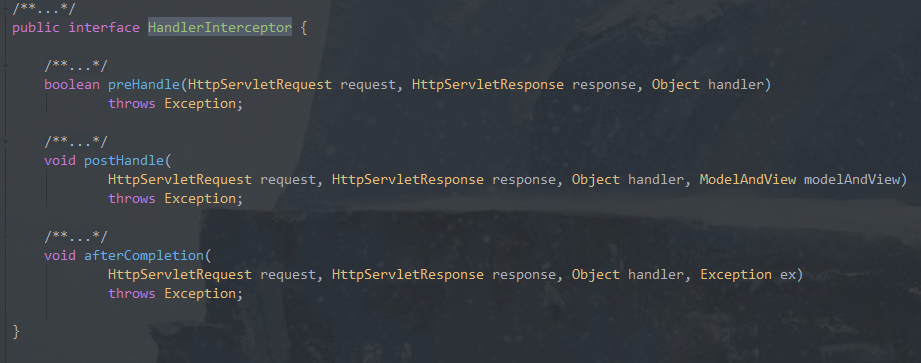 /**...*/
public interface HandlerInterceptor {
/**...*/
boolean preHandle(HttpServletRequest request, HttpServletResponse response, Object handler)
throws Exception;
/**...*/
void postHandle(
HttpServletRequest request, HttpServletResponse response, Object handler, ModelAndView modelAndView)
throws Exception;
/**...*/
void afterCompletion(
HttpServletRequest request, HttpServletResponse response, Object handler, Exception ex)
throws Exception;
}